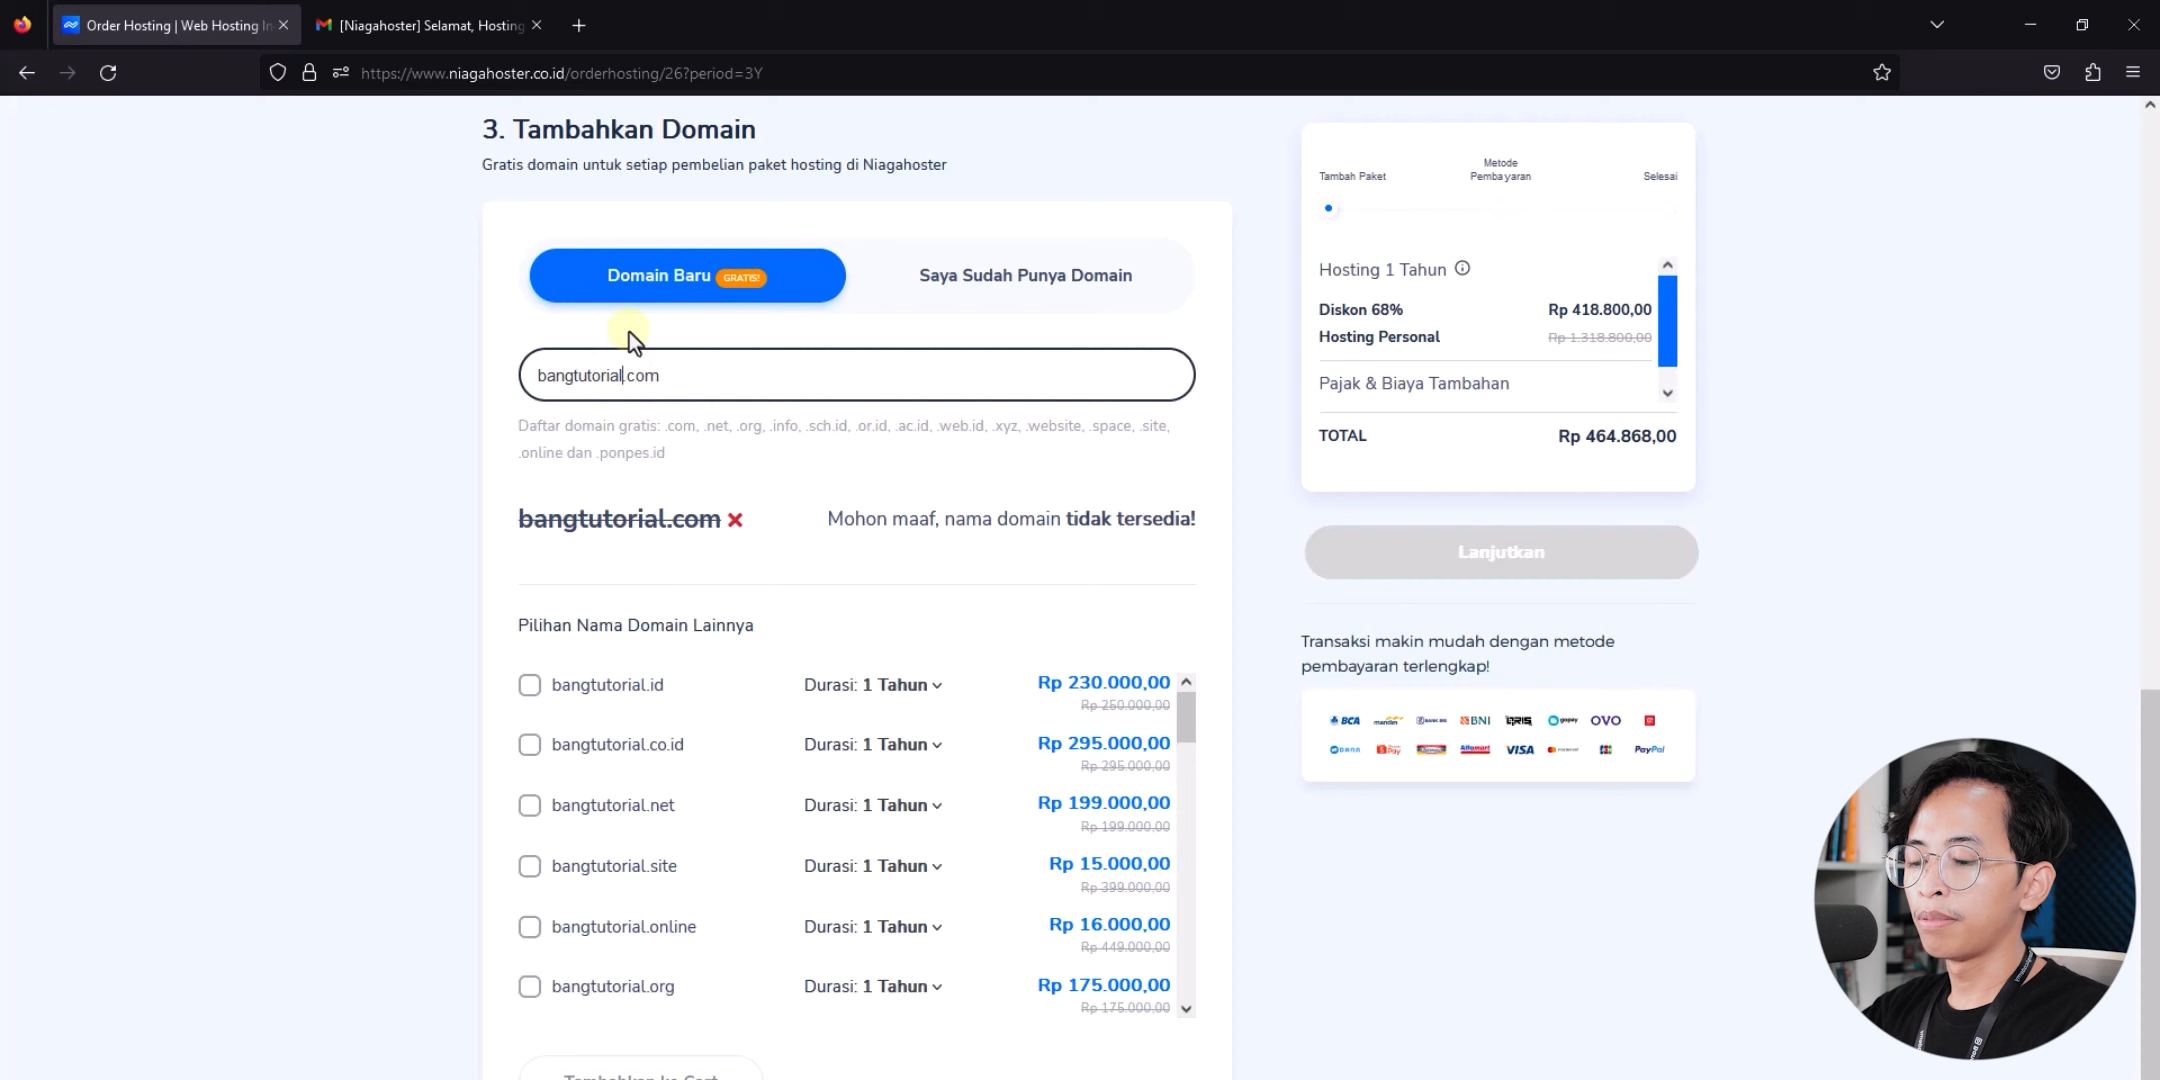 Order Hosting | Web Hosting In
[Niagahoster] Selamat, Hosting
https://www.niagahoster.co.id/orderhosting/26?period=3Y
3. Tambahkan Domain
Gratis domain untuk setiap pembelian paket hosting di Niagahoster
Domain Baru GRATIS!
Saya Sudah Punya Domain
bangtutorial.com
Daftar domain gratis: .com, .net, .org, .info, .sch.id, .or.id, .ac.id, .web.id, .xyz, .website, .space, .site,
.online dan .ponpes.id
bangtutorial.com
Mohon maaf, nama domain tidak tersedia!
Pilihan Nama Domain Lainnya
bangtutorial.id Durasi: 1 Tahun Rp 230.000,00
Rp 250.000,00
bangtutorial.co.id Durasi: 1 Tahun Rp 295.000,00
Rp 295.000,00
bangtutorial.net Durasi: 1 Tahun Rp 199.000,00
Rp 199.000,00
bangtutorial.site Durasi: 1 Tahun Rp 15.000,00
Rp 399.000,00
bangtutorial.online Durasi: 1 Tahun Rp 16.000,00
Rp 449.000,00
bangtutorial.org Durasi: 1 Tahun Rp 175.000,00
Rp 175.000,00
Tambahkan ke Cart
Metode
Tambah Paket Pembayaran Selesai
Hosting 1 Tahun
Diskon 68% Rp 418.800,00
Hosting Personal Rp 1.318.800,00
Pajak & Biaya Tambahan
TOTAL Rp 464.868,00
Lanjutkan
Transaksi makin mudah dengan metode
pembayaran terlengkap!
BCA mandiri BNI QRIS gopay OVO
DANA Pay Alfamart VISA PayPal